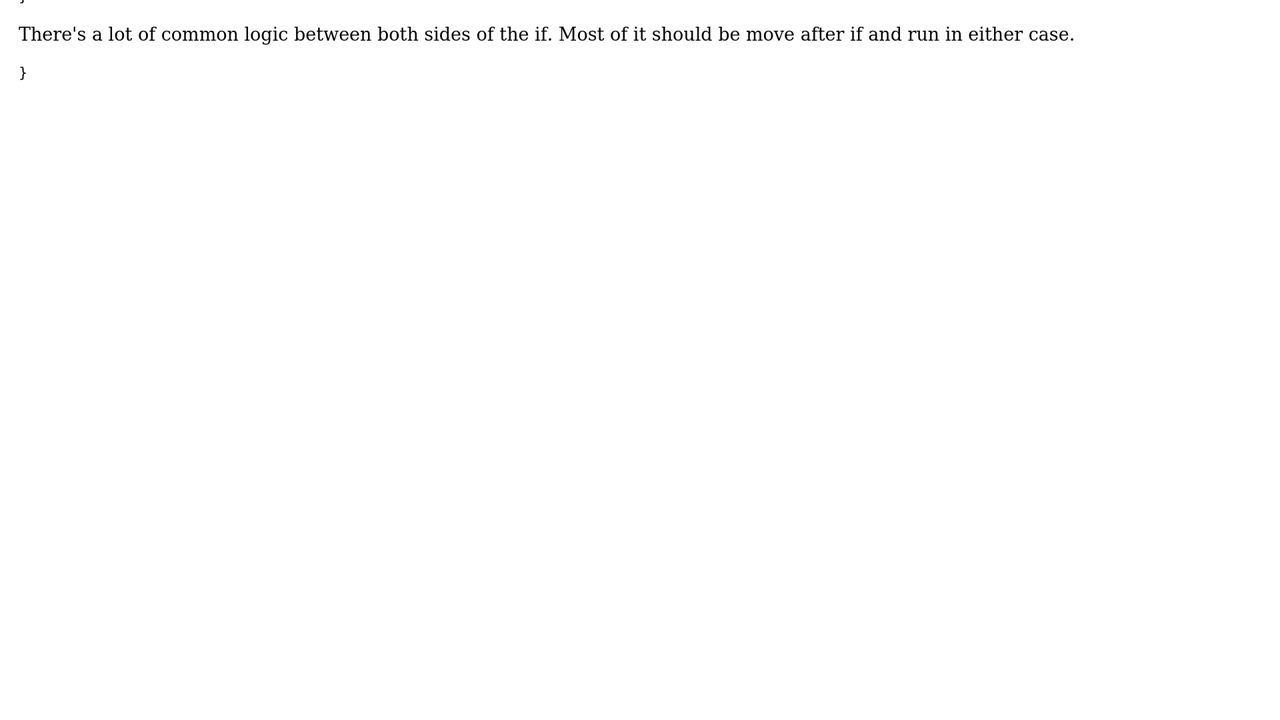 }
There's a lot of common logic between both sides of the if. Most of it should be move after if and run in either case.
}